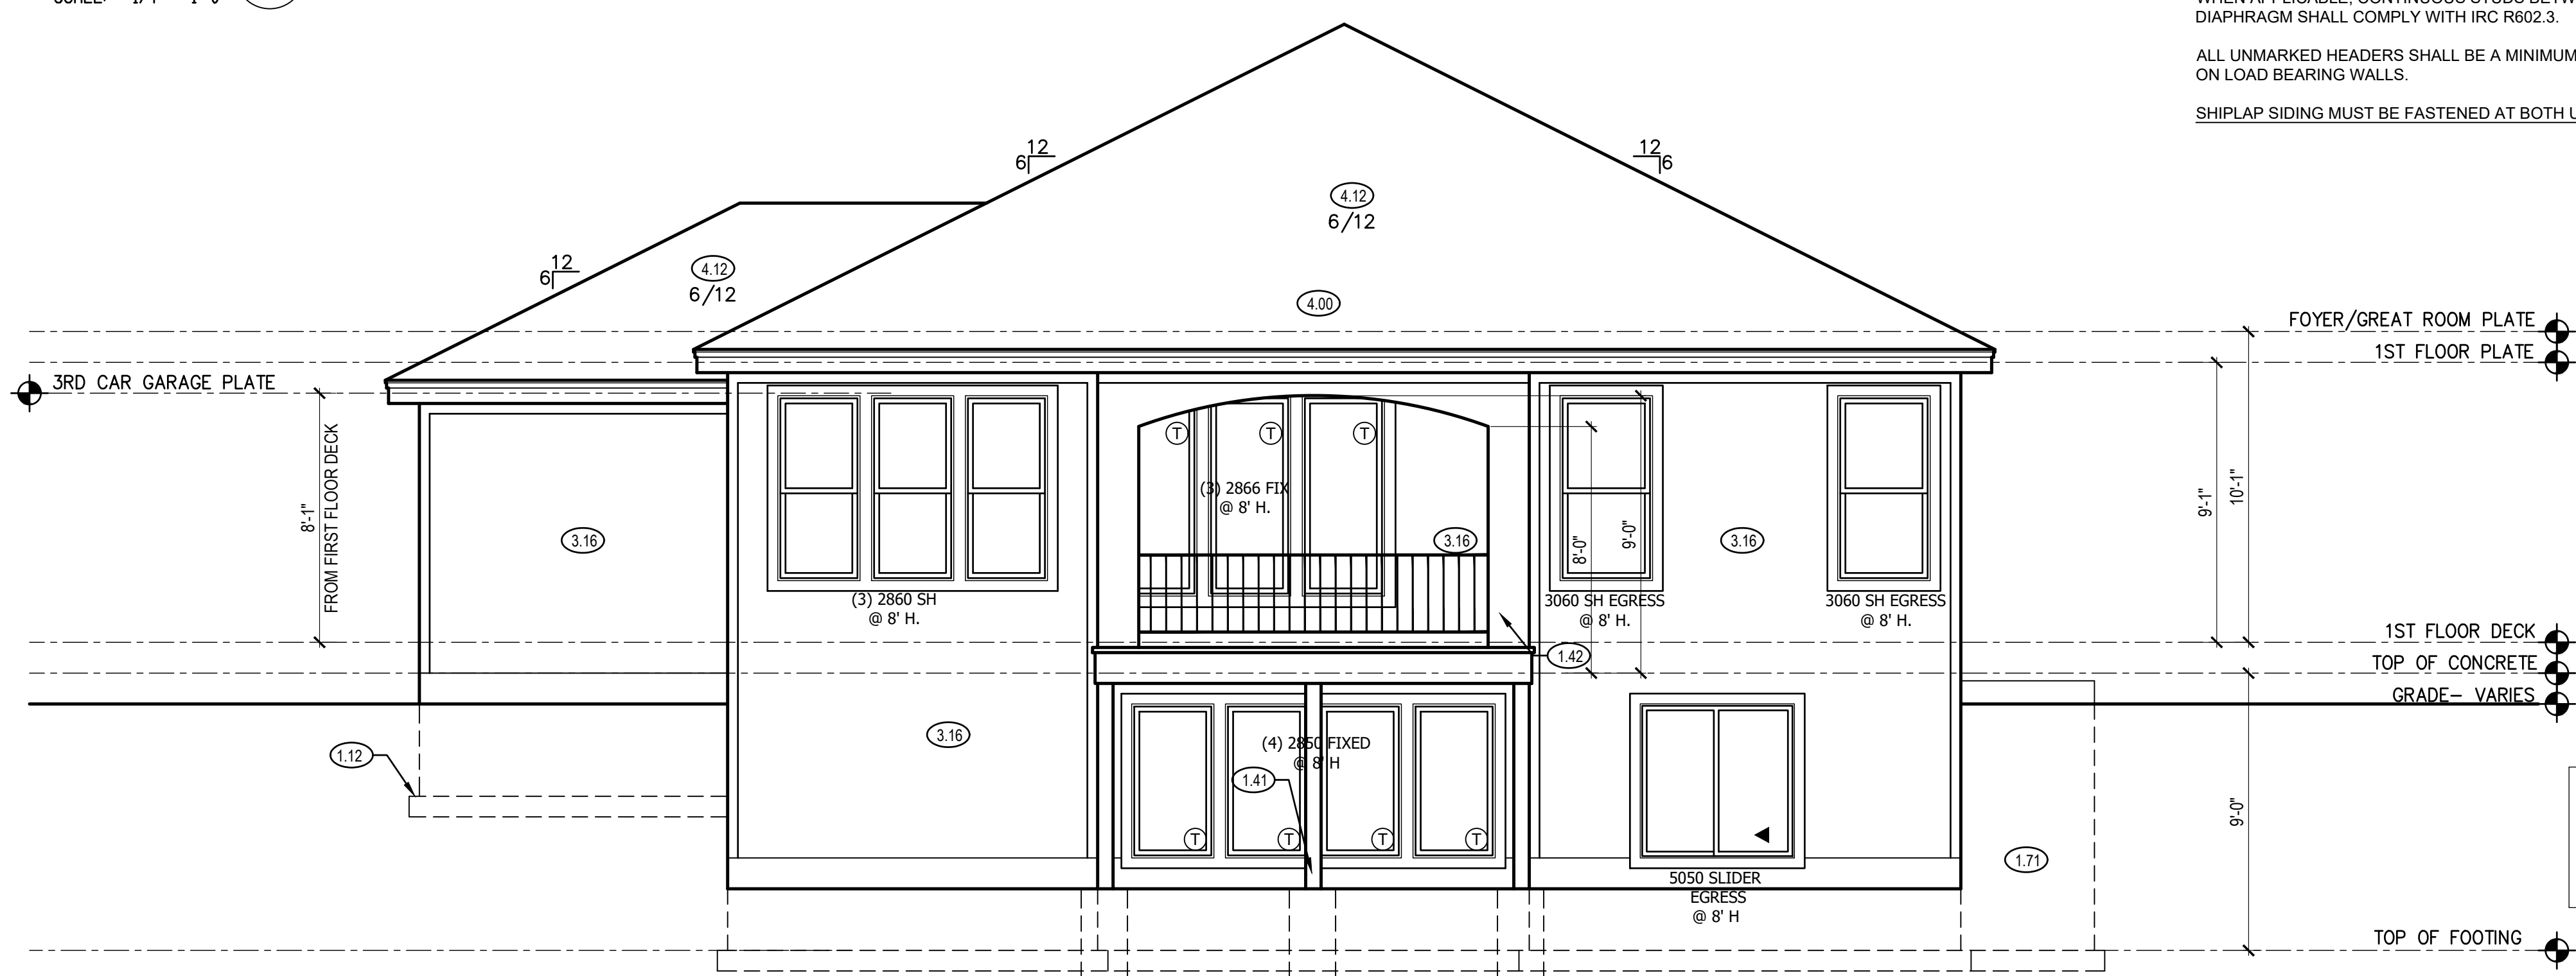 DIAPHRAGM SHALL COMPLY WITH IRC R602.3.
ALL UNMARKED HEADERS SHALL BE A MINIMUM
ON LOAD BEARING WALLS.
SHIPLAP SIDING MUST BE FASTENED AT BOTH
12
6
12
6
4.12
6/12
12
6
4.12
6/12
4.00
FOYER/GREAT ROOM PLATE
1ST FLOOR PLATE
3RD CAR GARAGE PLATE
8'-1"
FROM FIRST FLOOR DECK
T
T
T
(3) 2866 FIX
@ 8' H.
3.16
3.16
3.16
8'-0"
9'-0"
9'-1"
10'-1"
(3) 2860 SH
@ 8' H.
3060 SH EGRESS
@ 8' H.
3060 SH EGRESS
@ 8' H.
1ST FLOOR DECK
1.42
TOP OF CONCRETE
GRADE- VARIES
3.16
1.12
(4) 2850 FIXED
@ 8' H
1.41
T
T
T
T
9'-0"
1.71
5050 SLIDER
EGRESS
@ 8' H
TOP OF FOOTING